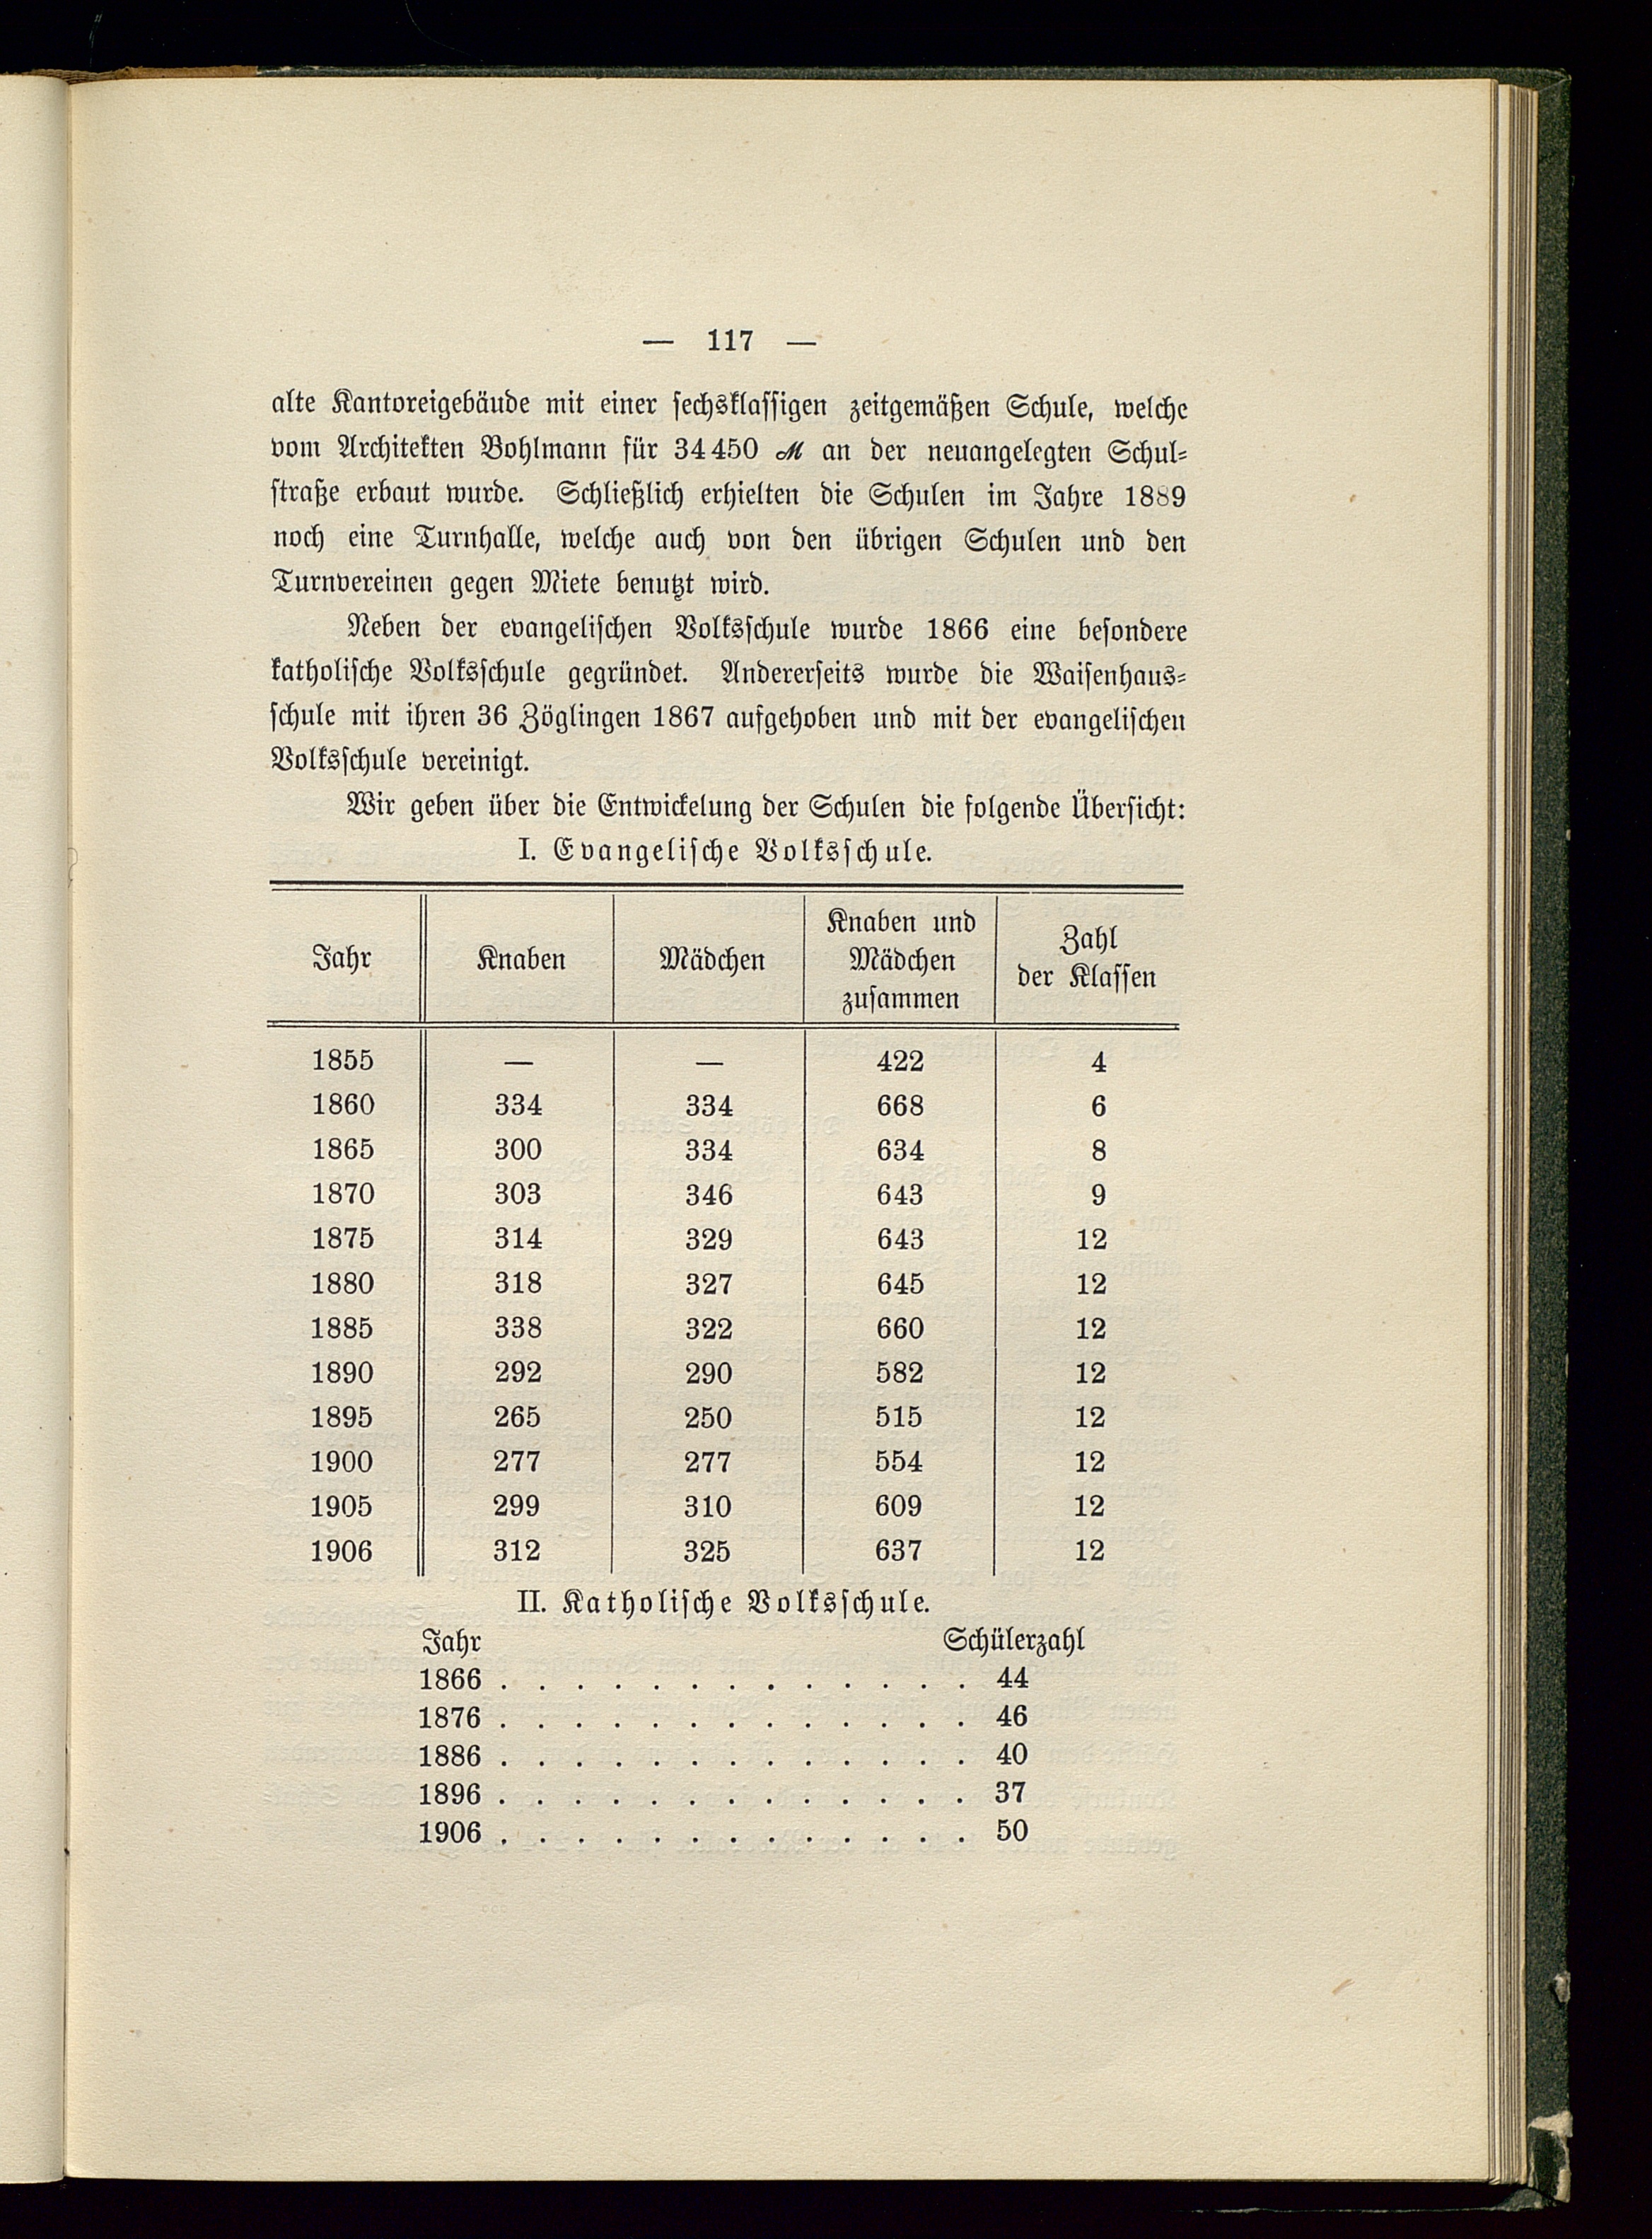 — 117 —
alte Kantoreigebäude mit einer sechsklassigen zeitgemäßen Schule, welche
vom Architekten Bohlmann für 34450 ℳ an der neuangelegten Schul-
straße erbaut wurde. Schließlich erhielten die Schulen im Jahre 1889
noch eine Turnhalle, welche auch von den übrigen Schulen und den
Turnvereinen gegen Miete benutzt wird.
Neben der evangelischen Volksschule wurde 1866 eine besondere
katholische Volksschule gegründet. Andererseits wurde die Waisenhaus-
schule mit ihren 36 Zöglingen 1867 aufgehoben und mit der evangelischen
Volksschule vereinigt.
Wir geben über die Entwickelung der Schulen die folgende Übersicht:
I. Evangelische Volksschule.
Jahr Knaben Mädchen Knaben und Mädchen zusammen Zahl der Klassen
1855 — — 422 4
1860 334 334 668 6
1865 300 334 634 8
1870 303 346 643 9
1875 314 329 643 12
1880 318 327 645 12
1885 338 322 660 12
1890 292 290 582 12
1895 265 250 515 12
1900 277 277 554 12
1905 299 310 609 12
1906 312 325 637 12
II. Katholische Volksschule.
Jahr Schülerzahl
1866 . . . . . . . . . . . . . 44
1876 . . . . . . . . . . . . . 46
1886 . . . . . . . . . . . . . 40
1896 . . . . . . . . . . . . . 37
1906 . . . . . . . . . . . . . 50